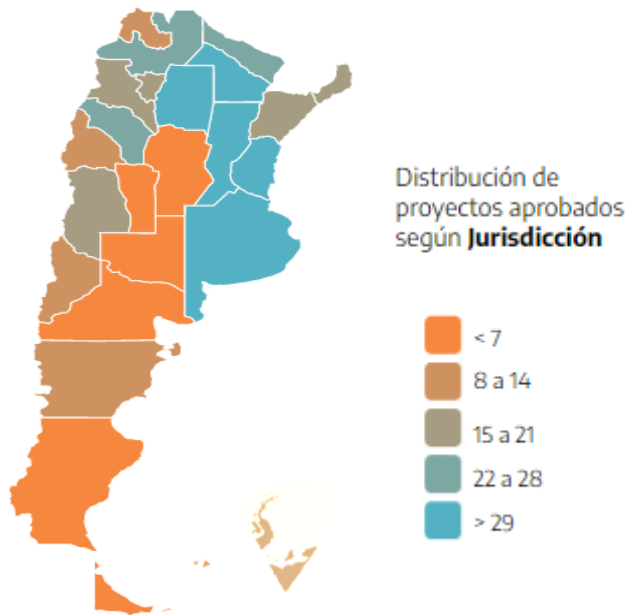 Distribución de
proyectos aprobados
según Jurisdicción
< 7
8 a 14
15 a 21
22 a 28
> 29